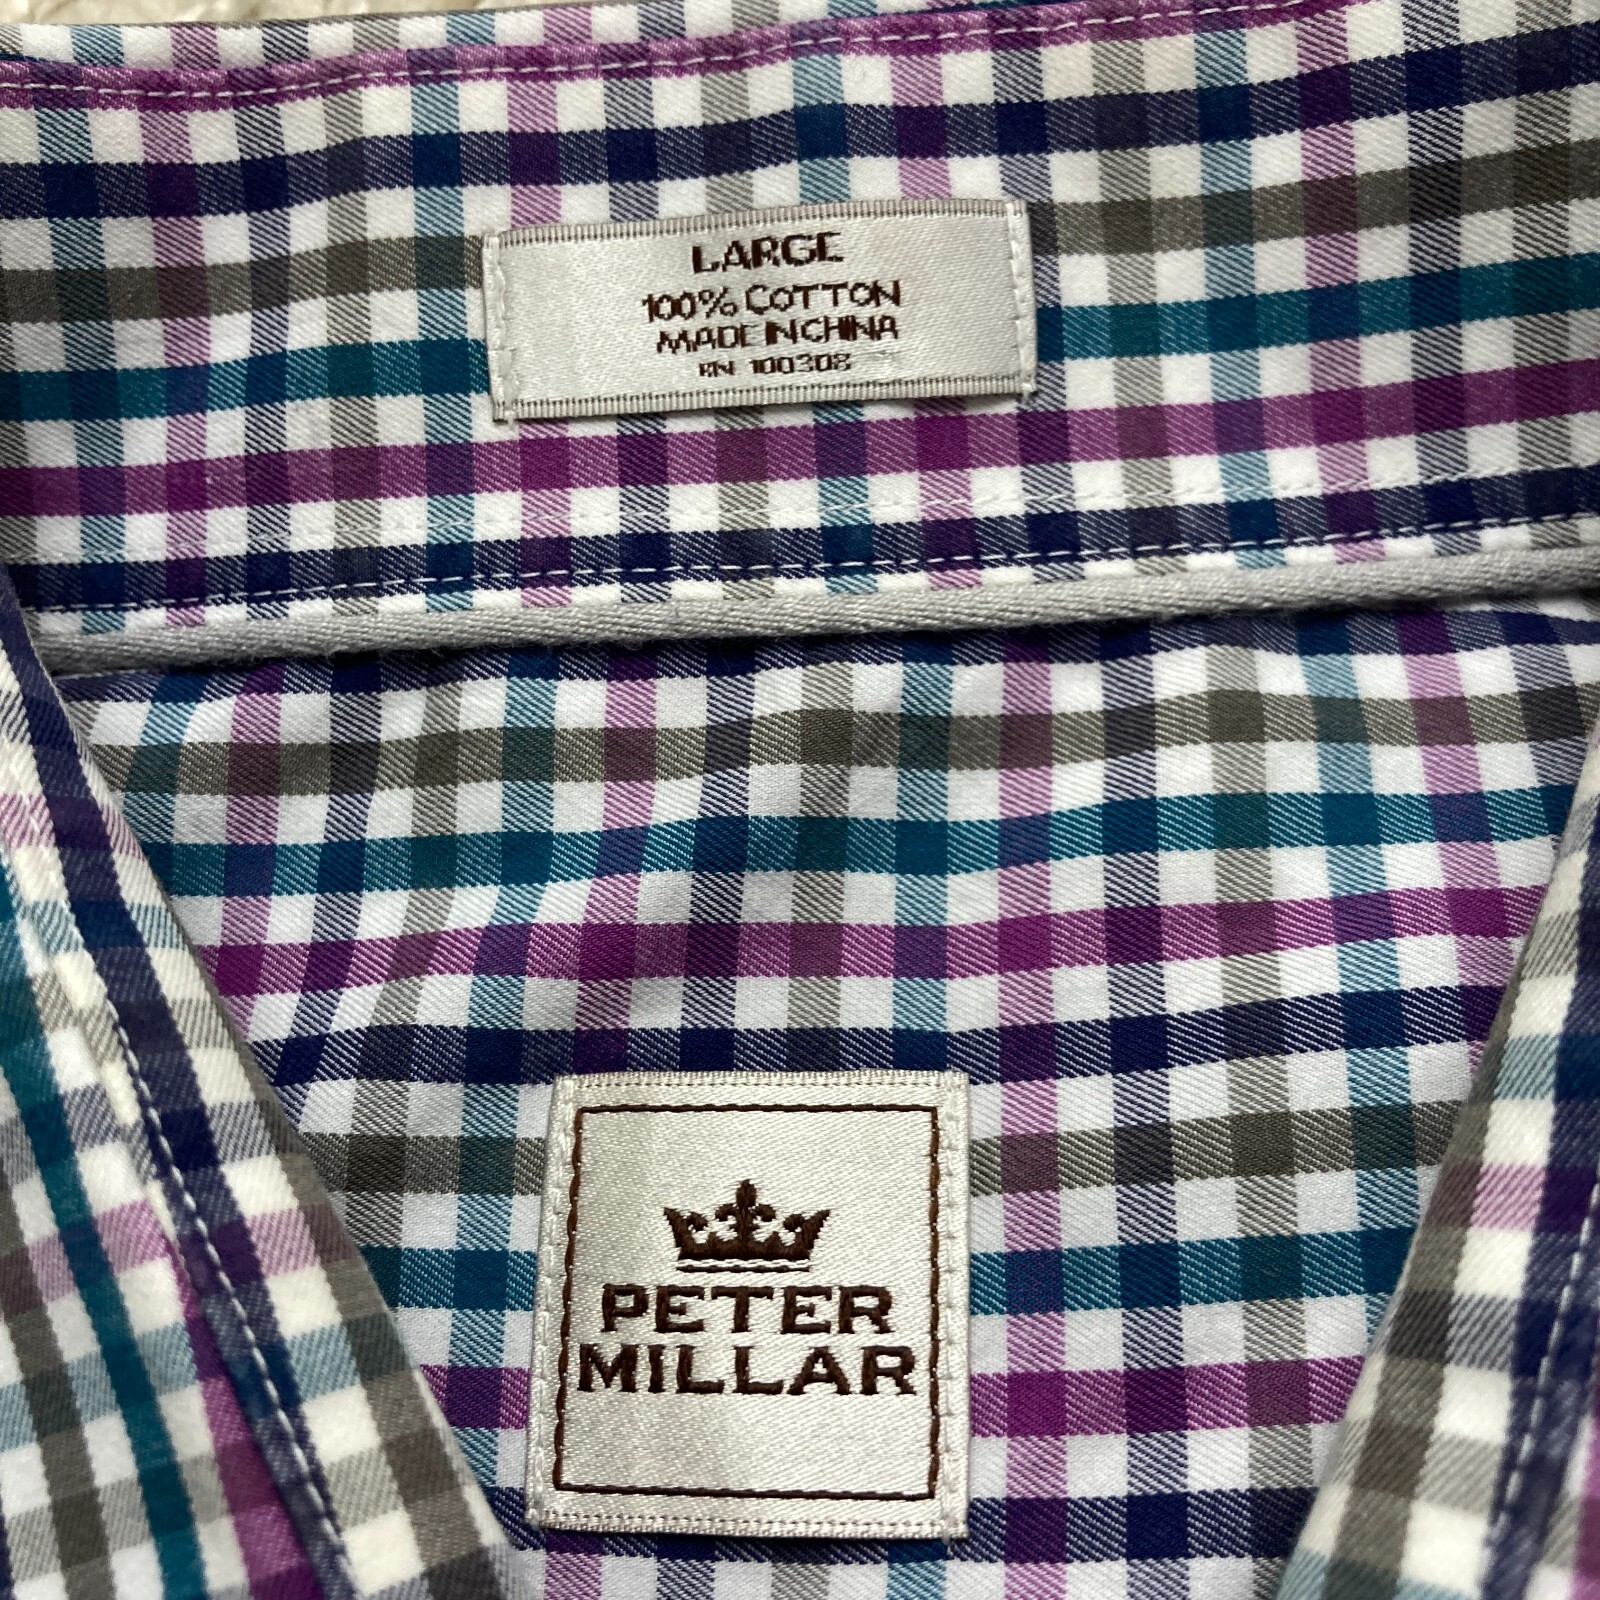 LARGE
100% COTTON
MADE IN CHINA
RN 100308
PETER
MILLAR